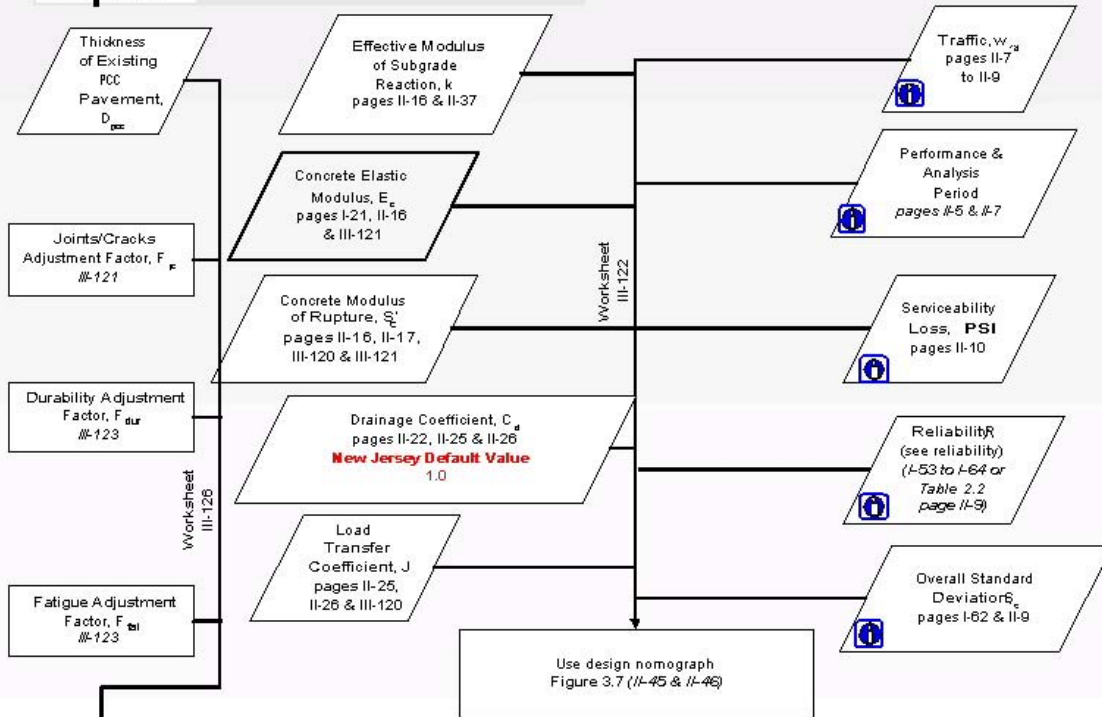 Thickness
of Existing
PCC
Pavement,
D
Joints/Cracks
Adjustment Factor, F
III-121
Durability Adjustment
Factor, F dur
III-123
Worksheet
III-126
Fatigue Adjustment
Factor, F fat
III-123
Effective Modulus
of Subgrade
Reaction, k
pages II-16 & II-37
Concrete Elastic
Modulus, E c
pages I-21, II-16
& III-121
Concrete Modulus
of Rupture, S'c
pages II-16, II-17,
III-120 & III-121
Drainage Coefficient, C d
pages II-22, II-25 & II-26
New Jersey Default Value
1.0
Load
Transfer
Coefficient, J
pages II-25,
II-26 & III-120
Worksheet
III-122
Traffic, w
pages II-7
to II-9
Performance &
Analysis
Period
pages II-5 & II-7
Serviceability
Loss, PSI
pages II-10
Reliability,R
(see reliability)
(I-53 to I-64 or
Table 2.2
page II-9)
Overall Standard
Deviation
pages I-62 & II-9
Use design nomograph
Figure 3.7 (II-45 & II-46)